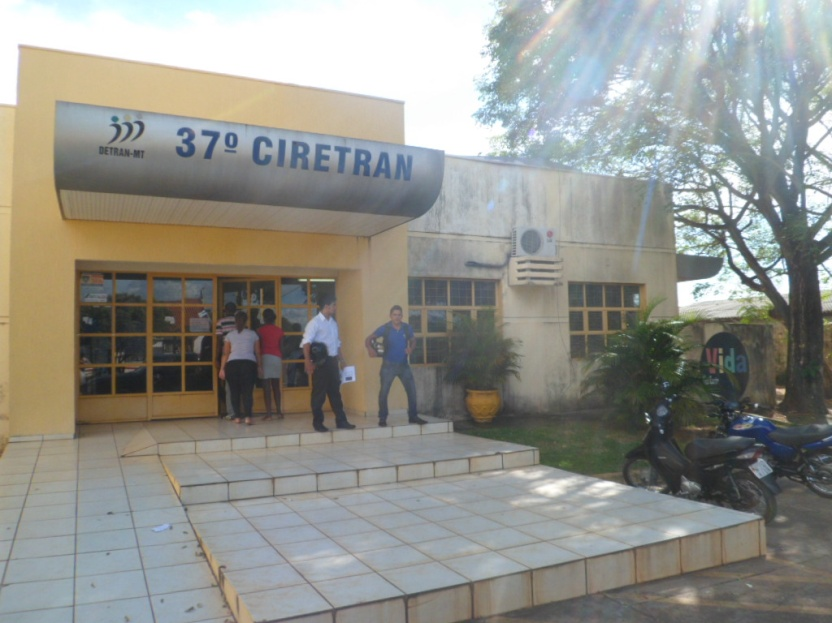 DETRAN-MT
37º CIRETRAN
Vida